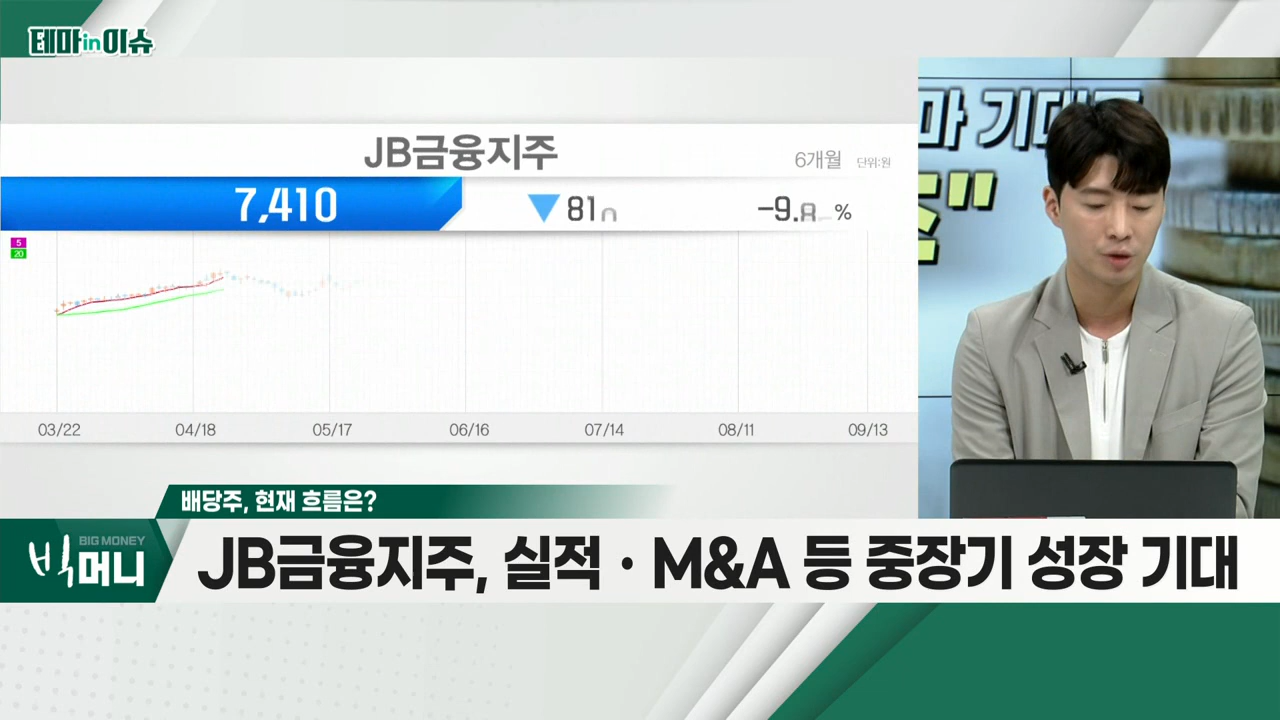 테마in이슈
마 기대
JB금융지주
6개월 단위:원
7,410 ▼ 81 -9. %
5
20
03/22 04/18 05/17 06/16 07/14 08/11 09/13
배당주, 현재 흐름은?
BIG MONEY
빅머니
JB금융지주, 실적·M&A 등 중장기 성장 기대